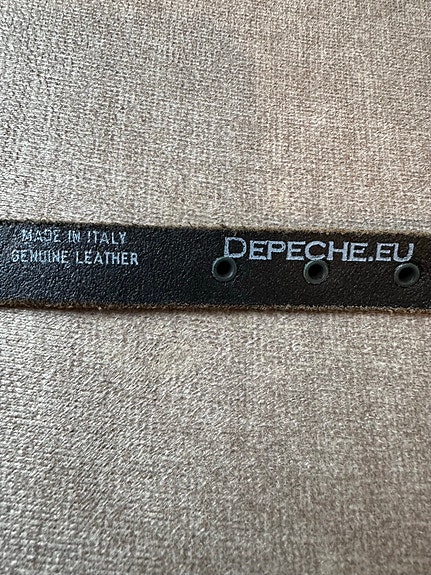 MADE IN ITALY
GENUINE LEATHER
DEPECHE.EU